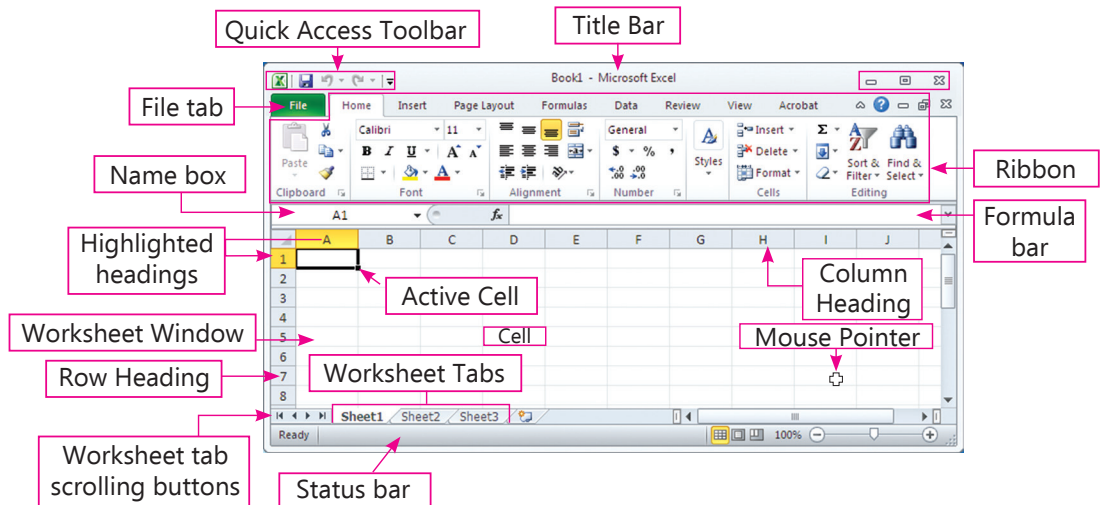 Quick Access Toolbar
Title Bar
Book1 - Microsoft Excel
File tab
File Home Insert Page Layout Formulas Data Review View Acrobat
Calibri 11 General Insert Σ
Paste B I U A A $ % , Styles Delete Sort & Filter Find & Select
A .00 .0 Format
Clipboard Font Alignment Number Cells Editing
Ribbon
Name box
A1 fx
Formula bar
Highlighted headings
A B C D E F G H I J
1
2
3
4
5
6
7
8
Active Cell
Column Heading
Worksheet Window
Cell
Mouse Pointer
Row Heading
Worksheet Tabs
Sheet1 Sheet2 Sheet3
Ready 100%
Worksheet tab scrolling buttons
Status bar